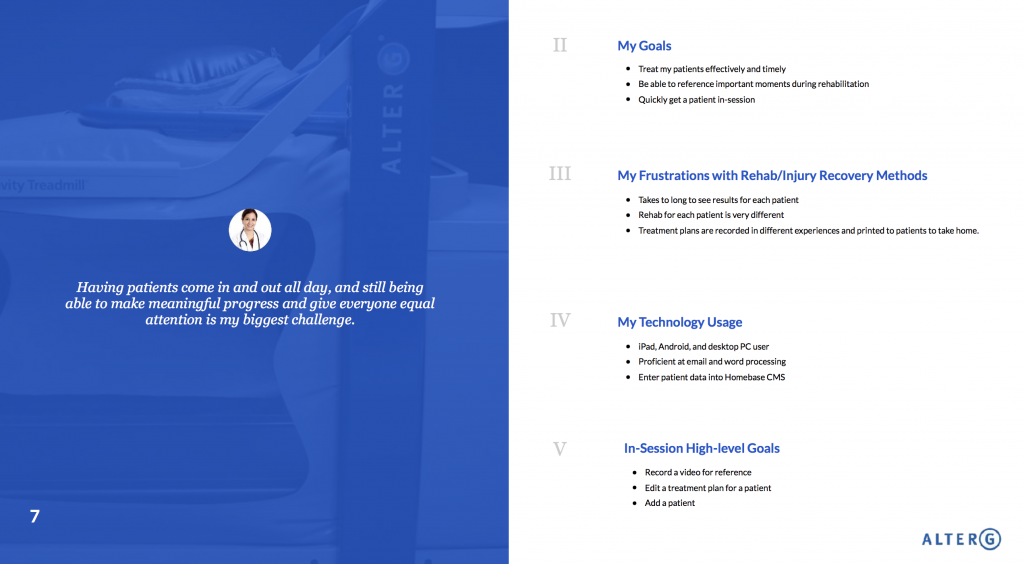 ALTERG
vity Treadmill
Having patients come in and out all day, and still being
able to make meaningful progress and give everyone equal
attention is my biggest challenge.
7
II
My Goals
Treat my patients effectively and timely
Be able to reference important moments during rehabilitation
Quickly get a patient in-session
III
My Frustrations with Rehab/Injury Recovery Methods
Takes to long to see results for each patient
Rehab for each patient is very different
Treatment plans are recorded in different experiences and printed to patients to take home.
IV
My Technology Usage
iPad, Android, and desktop PC user
Proficient at email and word processing
Enter patient data into Homebase CMS
V
In-Session High-level Goals
Record a video for reference
Edit a treatment plan for a patient
Add a patient
ALTERG